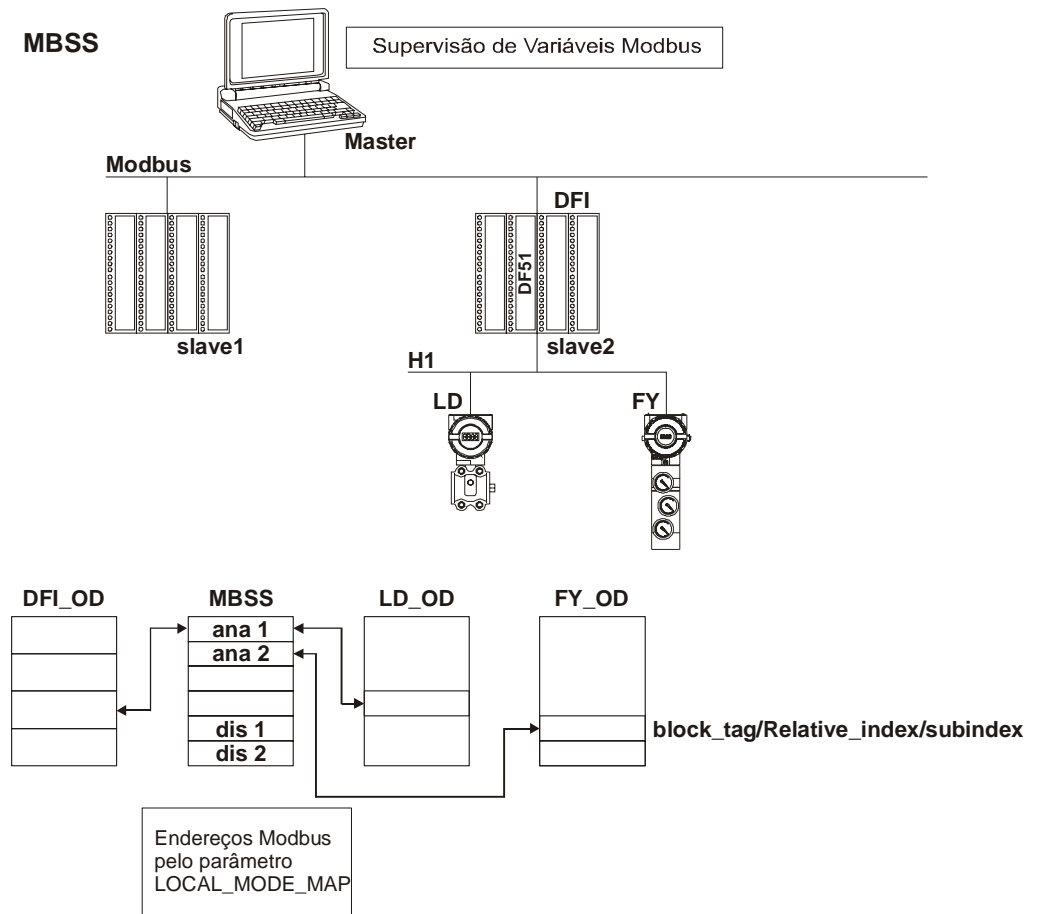 MBSS
Supervisão de Variáveis Modbus
Master
Modbus
DFI
DF51
slave1
slave2
H1
LD
FY
DFI_OD
MBSS
LD_OD
FY_OD
ana 1
ana 2
dis 1
dis 2
block_tag/Relative_index/subindex
Endereços Modbus
pelo parâmetro
LOCAL_MODE_MAP